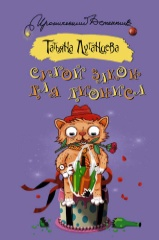 Иронический Детектив
Татьяна Луганцева
СУХОЙ ЗАКОН
ДЛЯ ДИОНИСА